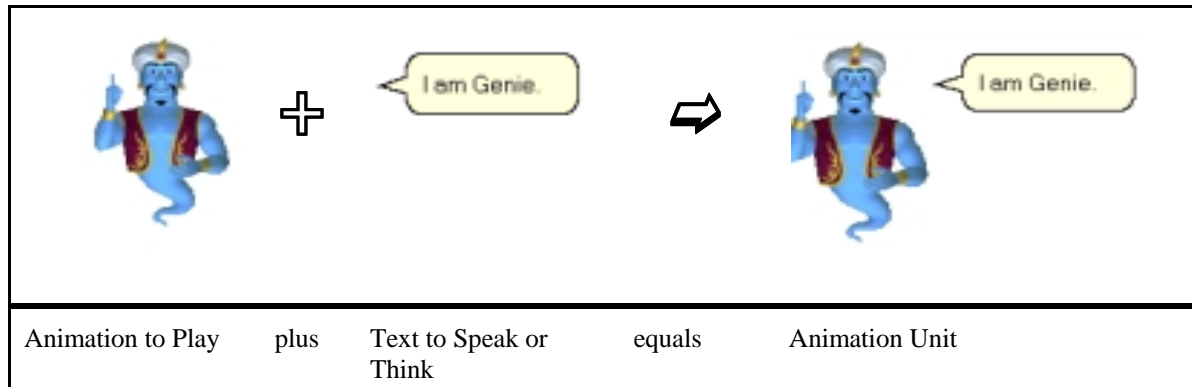 I am Genie.
I am Genie.
Animation to Play
plus
Text to Speak or
Think
equals
Animation Unit